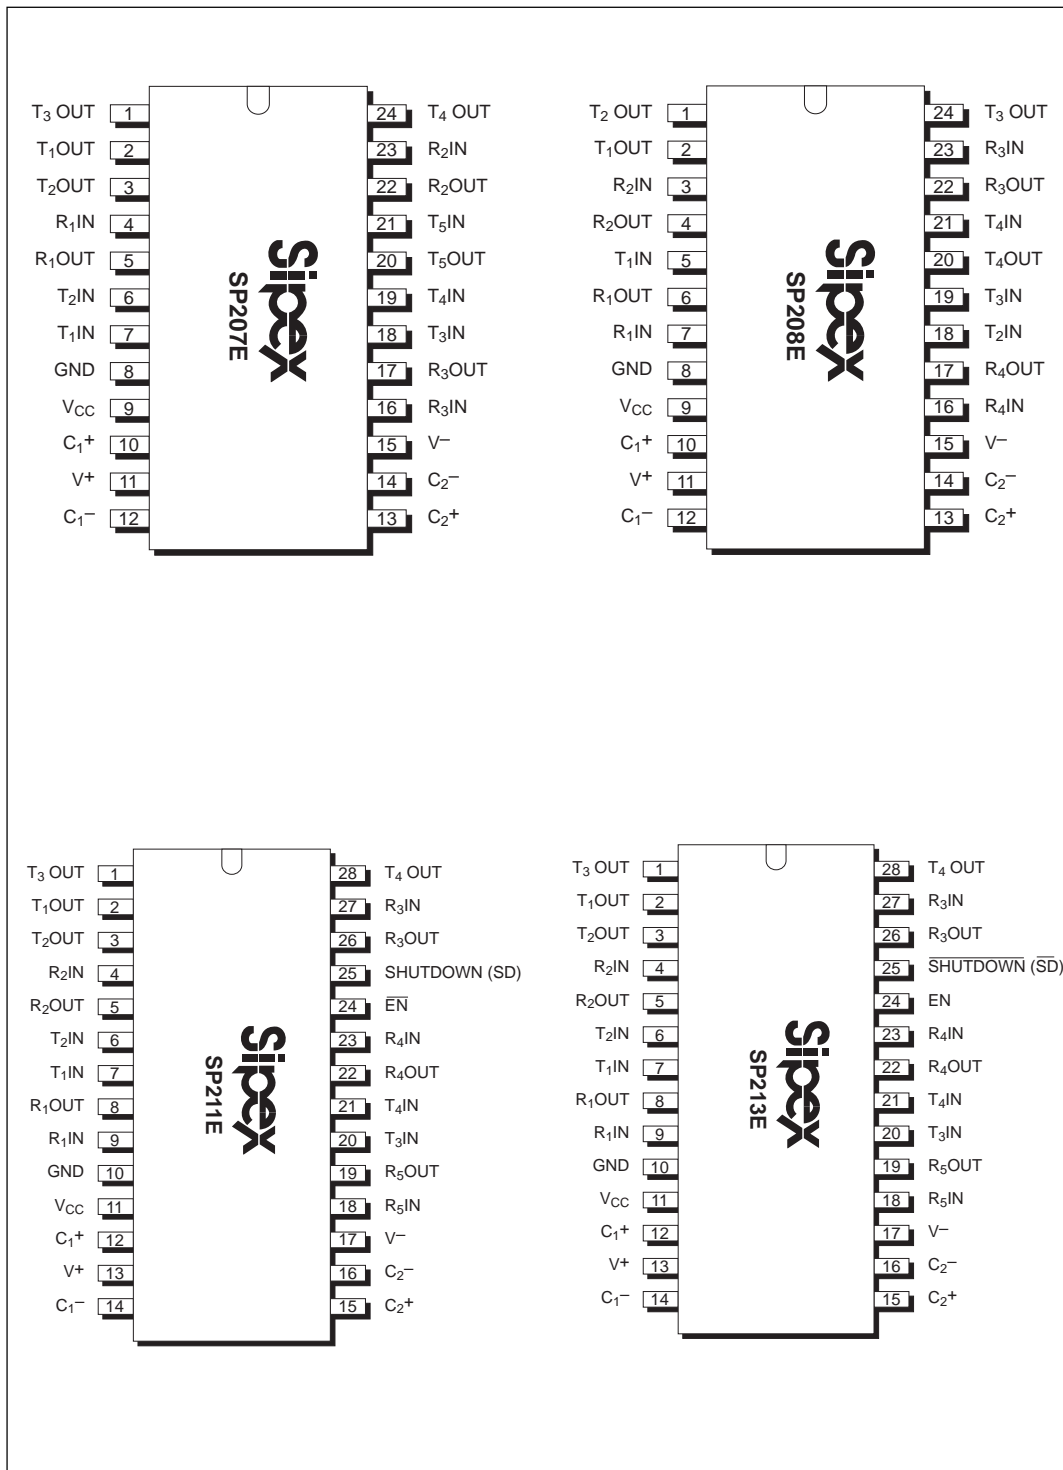 T3 OUT 1 24 T4 OUT
T1OUT 2 23 R2IN
T2OUT 3 22 R2OUT
R1IN 4 21 T5IN
R1OUT 5 20 T5OUT
T2IN 6 19 T4IN
T1IN 7 18 T3IN
GND 8 17 R3OUT
VCC 9 16 R3IN
C1+ 10 15 V–
V+ 11 14 C2–
C1– 12 13 C2+
Sipex
SP207E
T2 OUT 1 24 T3 OUT
T1OUT 2 23 R3IN
R2IN 3 22 R3OUT
R2OUT 4 21 T4IN
T1IN 5 20 T4OUT
R1OUT 6 19 T3IN
R1IN 7 18 T2IN
GND 8 17 R4OUT
VCC 9 16 R4IN
C1+ 10 15 V–
V+ 11 14 C2–
C1– 12 13 C2+
Sipex
SP208E
T3 OUT 1 28 T4 OUT
T1OUT 2 27 R3IN
T2OUT 3 26 R3OUT
R2IN 4 25 SHUTDOWN (SD)
R2OUT 5 24 E̅N̅
T2IN 6 23 R4IN
T1IN 7 22 R4OUT
R1OUT 8 21 T4IN
R1IN 9 20 T3IN
GND 10 19 R5OUT
VCC 11 18 R5IN
C1+ 12 17 V–
V+ 13 16 C2–
C1– 14 15 C2+
Sipex
SP211E
T3 OUT 1 28 T4 OUT
T1OUT 2 27 R3IN
T2OUT 3 26 R3OUT
R2IN 4 25 S̅H̅U̅T̅D̅O̅W̅N̅ (S̅D̅)
R2OUT 5 24 EN
T2IN 6 23 R4IN
T1IN 7 22 R4OUT
R1OUT 8 21 T4IN
R1IN 9 20 T3IN
GND 10 19 R5OUT
VCC 11 18 R5IN
C1+ 12 17 V–
V+ 13 16 C2–
C1– 14 15 C2+
Sipex
SP213E